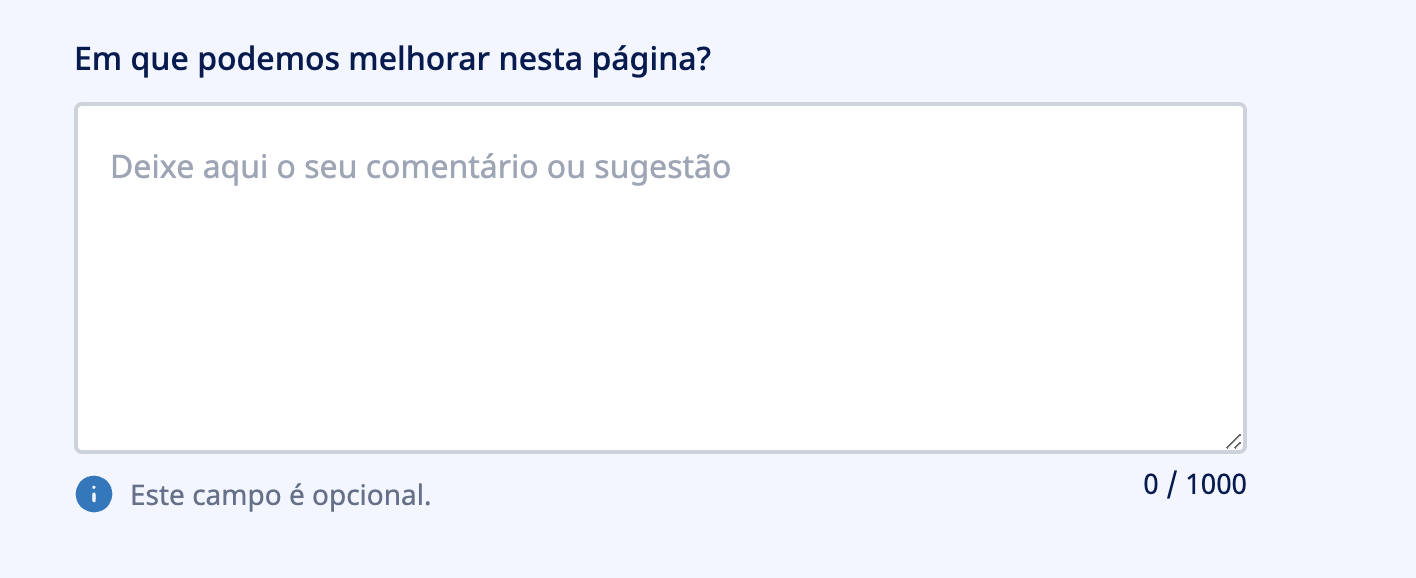 Em que podemos melhorar nesta página?
Deixe aqui o seu comentário ou sugestão
Este campo é opcional.
0 / 1000